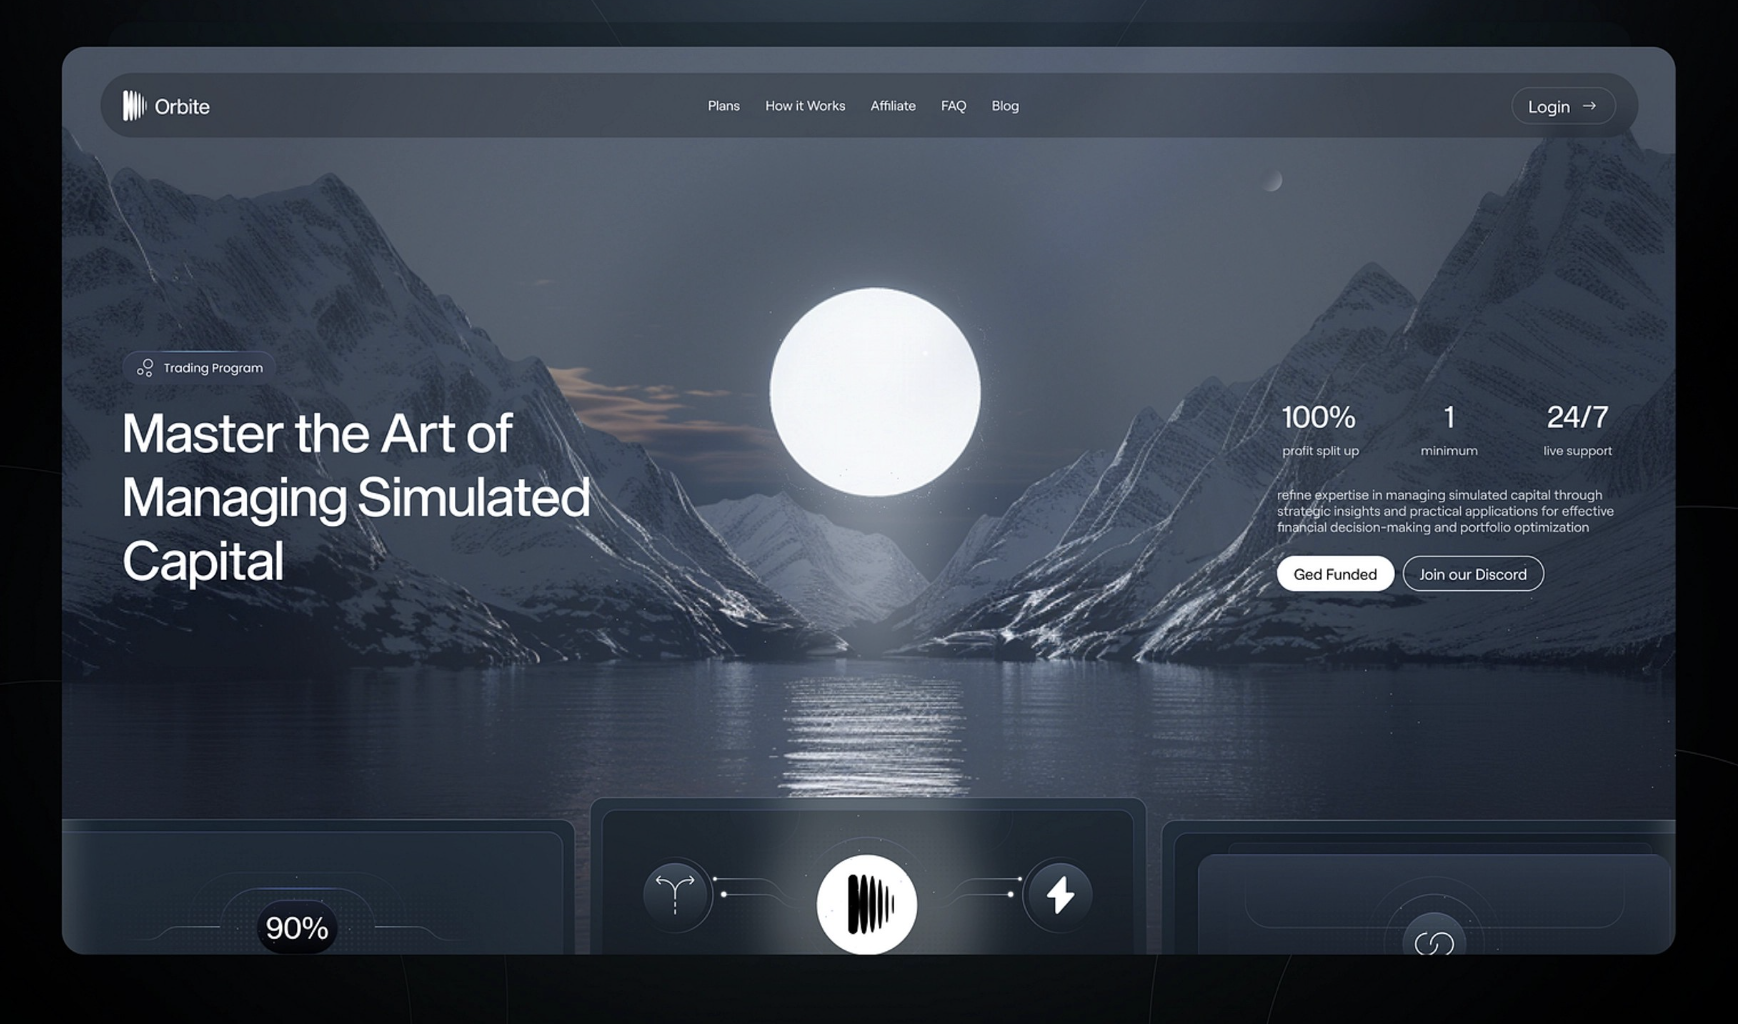 Orbite
Plans
How it Works
Affiliate
FAQ
Blog
Login
Trading Program
Master the Art of
Managing Simulated
Capital
100%
profit split up
1
minimum
24/7
live support
refine expertise in managing simulated capital through
strategic insights and practical applications for effective
financial decision-making and portfolio optimization
Ged Funded
Join our Discord
90%